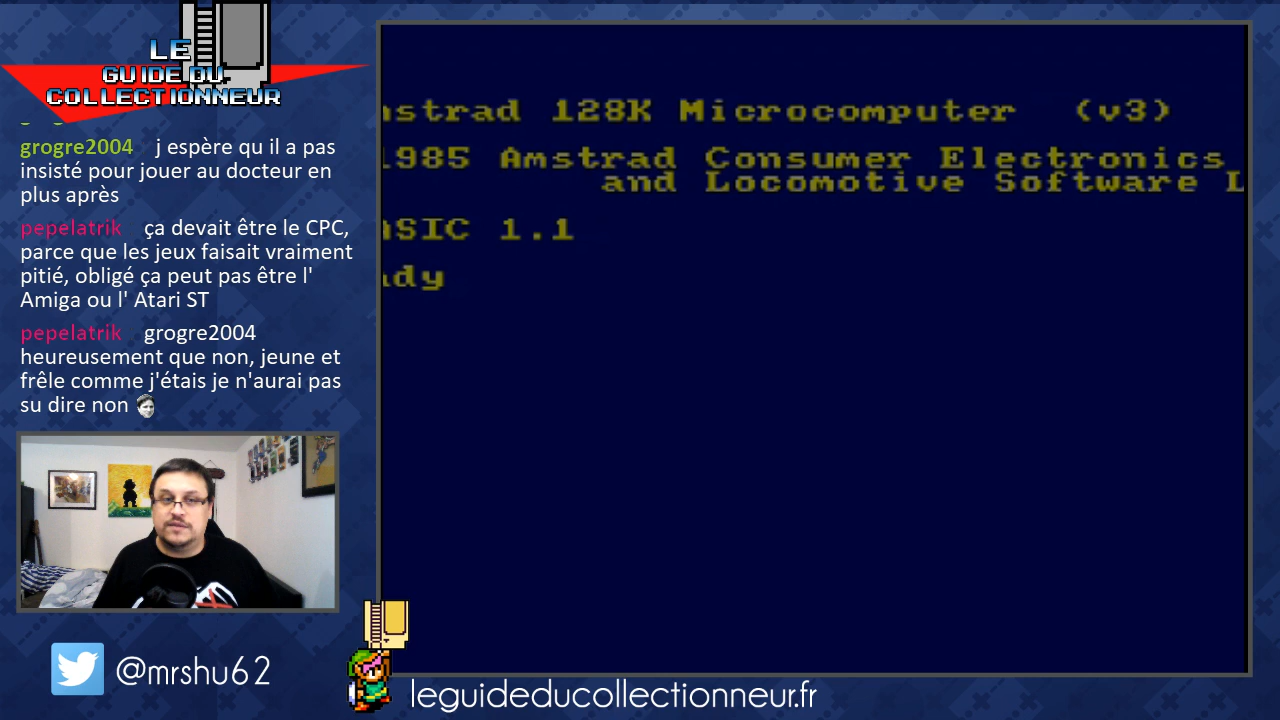 LE
GUIDE DU
COLLECTIONNEUR
grogre2004 j espère qu il a pas
insisté pour jouer au docteur en
plus après
pepelatrik ça devait être le CPC,
parce que les jeux faisait vraiment
pitié, obligé ça peut pas être l'
Amiga ou l' Atari ST
pepelatrik grogre2004
heureusement que non, jeune et
frêle comme j'étais je n'aurai pas
su dire non
mstrad 128K Microcomputer (v3)
1985 Amstrad Consumer Electronics
and Locomotive Software L
ASIC 1.1
ady
@mrshu62
leguideducollectionneur.fr